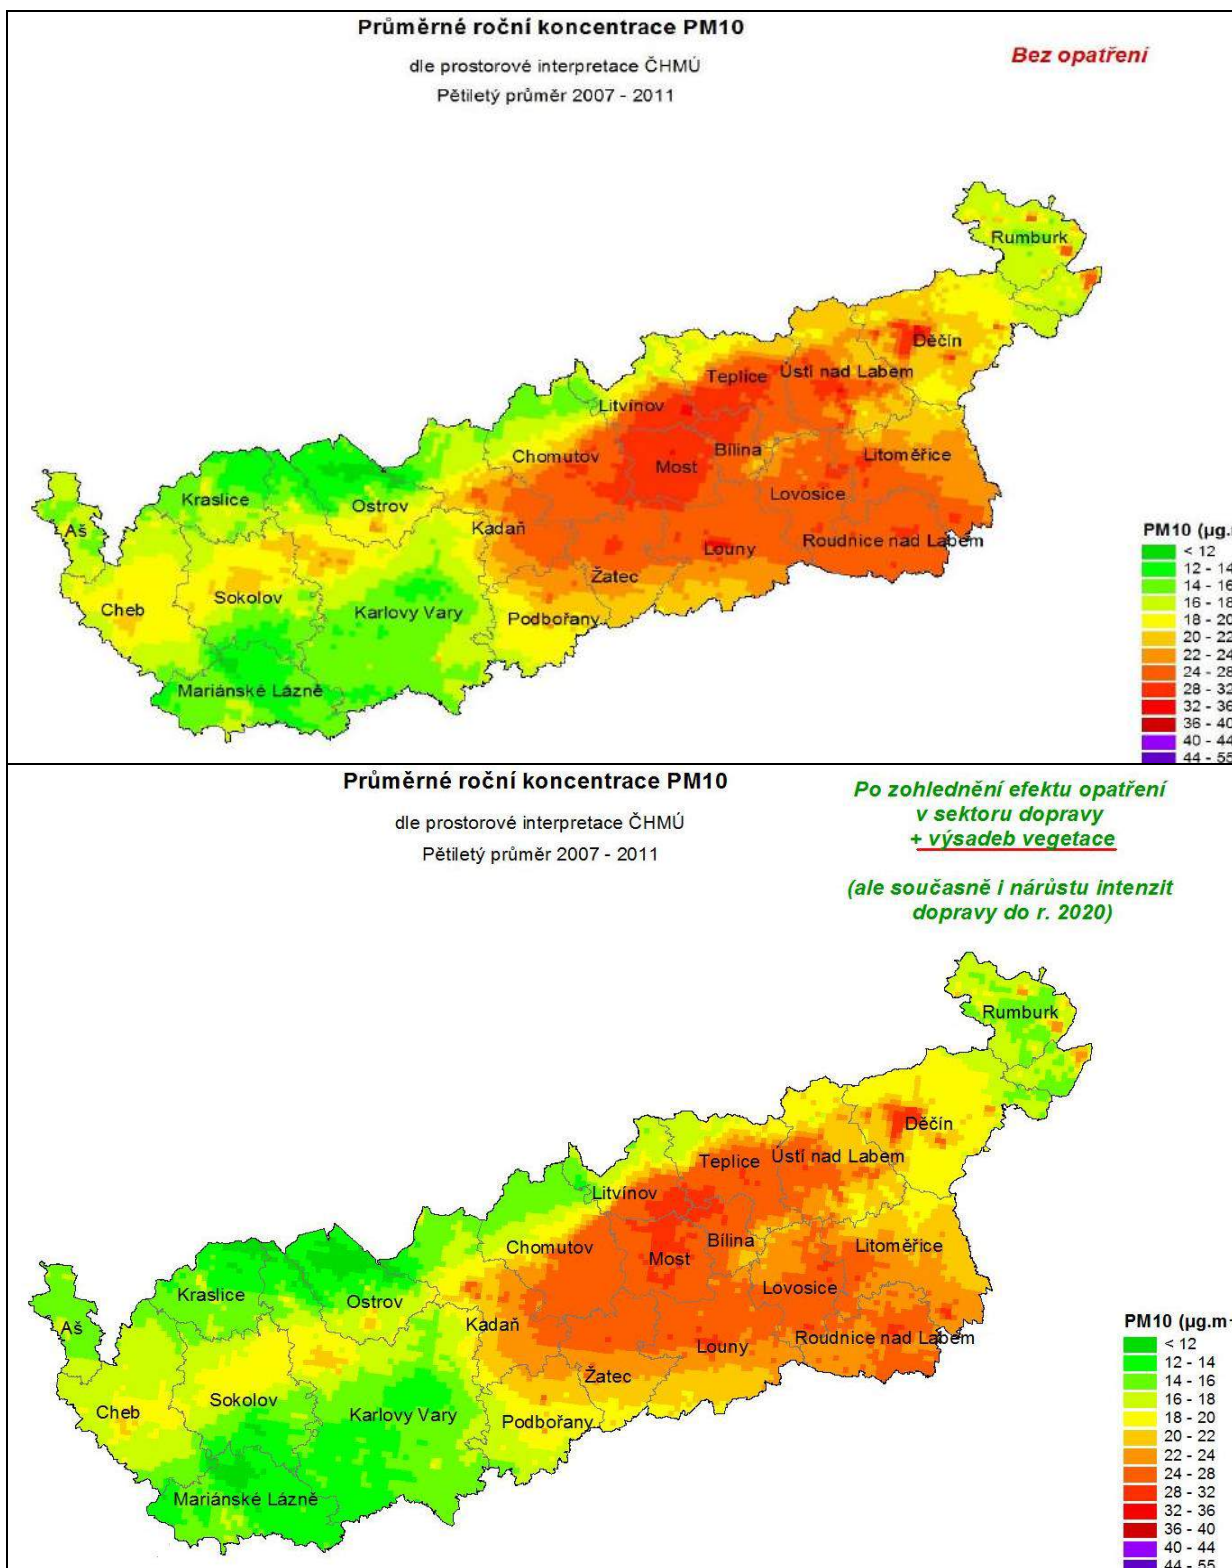 Průměrné roční koncentrace PM10
dle prostorové interpretace ČHMÚ
Pětiletý průměr 2007 - 2011
Bez opatření
Rumburk
Děčín
Teplice
Ústí nad Labem
Litvínov
Bílina
Chomutov
Most
Litoměřice
Kraslice
Ostrov
Lovosice
Aš
Kadaň
Louny
Roudnice nad Labem
Žatec
Cheb
Sokolov
Karlovy Vary
Podbořany
Mariánské Lázně
PM10 (µg.
< 12
12 - 14
14 - 16
16 - 18
18 - 20
20 - 22
22 - 24
24 - 28
28 - 32
32 - 36
36 - 40
40 - 44
44 - 55
Průměrné roční koncentrace PM10
dle prostorové interpretace ČHMÚ
Pětiletý průměr 2007 - 2011
Po zohlednění efektu opatření
v sektoru dopravy
+ výsadeb vegetace
(ale současně i nárůstu intenzit
dopravy do r. 2020)
Rumburk
Děčín
Teplice
Ústí nad Labem
Litvínov
Bílina
Chomutov
Most
Litoměřice
Kraslice
Ostrov
Lovosice
Aš
Kadaň
Louny
Roudnice nad Labem
Žatec
Cheb
Sokolov
Karlovy Vary
Podbořany
Mariánské Lázně
PM10 (µg.m-
< 12
12 - 14
14 - 16
16 - 18
18 - 20
20 - 22
22 - 24
24 - 28
28 - 32
32 - 36
36 - 40
40 - 44
44 - 55